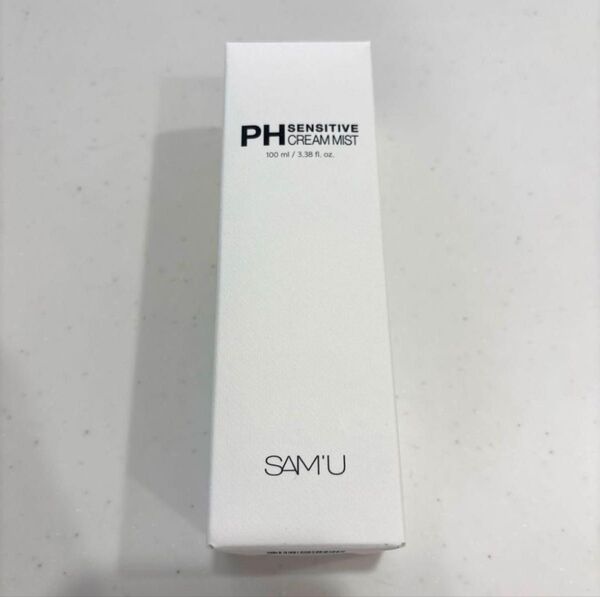 PH SENSITIVE
CREAM MIST
100 ml / 3.38 fl. oz.
SAM'U